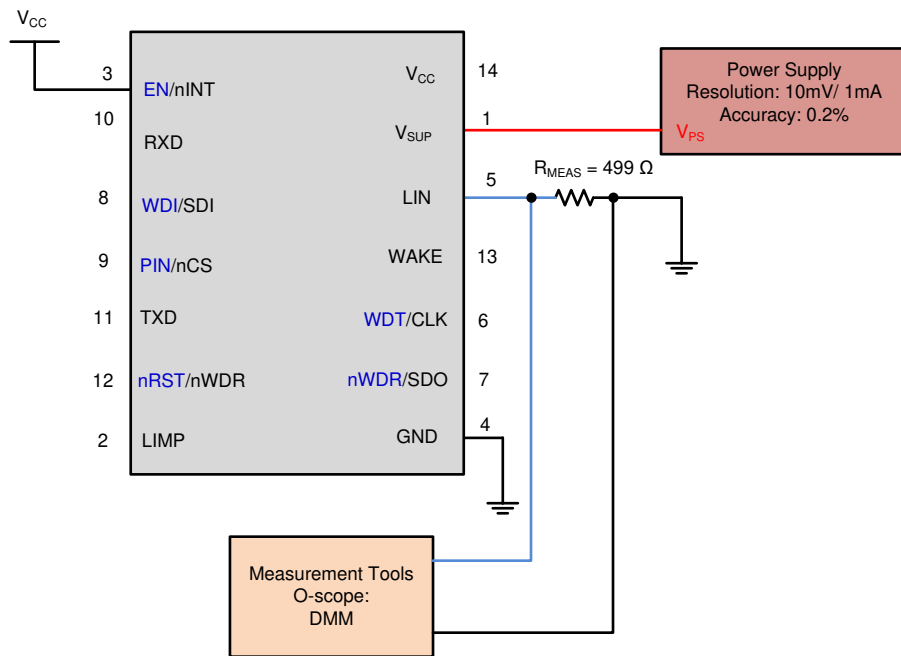 VCC
3
EN/nINT
VCC
14
Power Supply
Resolution: 10mV/ 1mA
Accuracy: 0.2%
10
RXD
VSUP
1
VPS
RMEAS = 499 Ω
8
WDI/SDI
LIN
5
9
PIN/nCS
WAKE
13
11
TXD
WDT/CLK
6
12
nRST/nWDR
nWDR/SDO
7
2
LIMP
GND
4
Measurement Tools
O-scope:
DMM